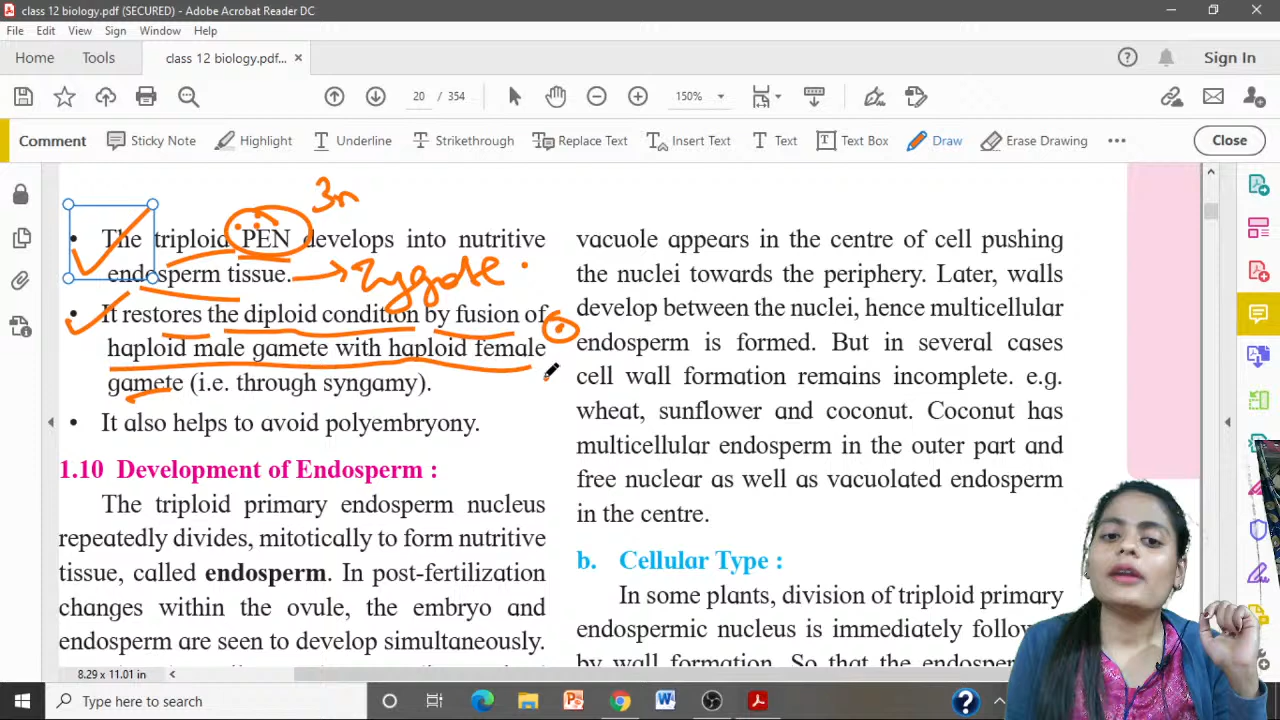 class 12 biology.pdf (SECURED) - Adobe Acrobat Reader DC
File Edit View Sign Window Help
Home Tools class 12 biology.pdf... × Sign In
20 / 354 150%
Comment Sticky Note Highlight Underline Strikethrough Replace Text Insert Text Text Text Box Draw Erase Drawing Close
3n
• The triploid PEN develops into nutritive
endosperm tissue. Zygote.
• It restores the diploid condition by fusion of
haploid male gamete with haploid female
gamete (i.e. through syngamy).
• It also helps to avoid polyembryony.
1.10 Development of Endosperm :
The triploid primary endosperm nucleus
repeatedly divides, mitotically to form nutritive
tissue, called endosperm. In post-fertilization
changes within the ovule, the embryo and
endosperm are seen to develop simultaneously.
vacuole appears in the centre of cell pushing
the nuclei towards the periphery. Later, walls
develop between the nuclei, hence multicellular
endosperm is formed. But in several cases
cell wall formation remains incomplete. e.g.
wheat, sunflower and coconut. Coconut has
multicellular endosperm in the outer part and
free nuclear as well as vacuolated endosperm
in the centre.
b. Cellular Type :
In some plants, division of triploid primary
endospermic nucleus is immediately
by wall formation. So that the
8.29 x 11.01 in
Type here to search